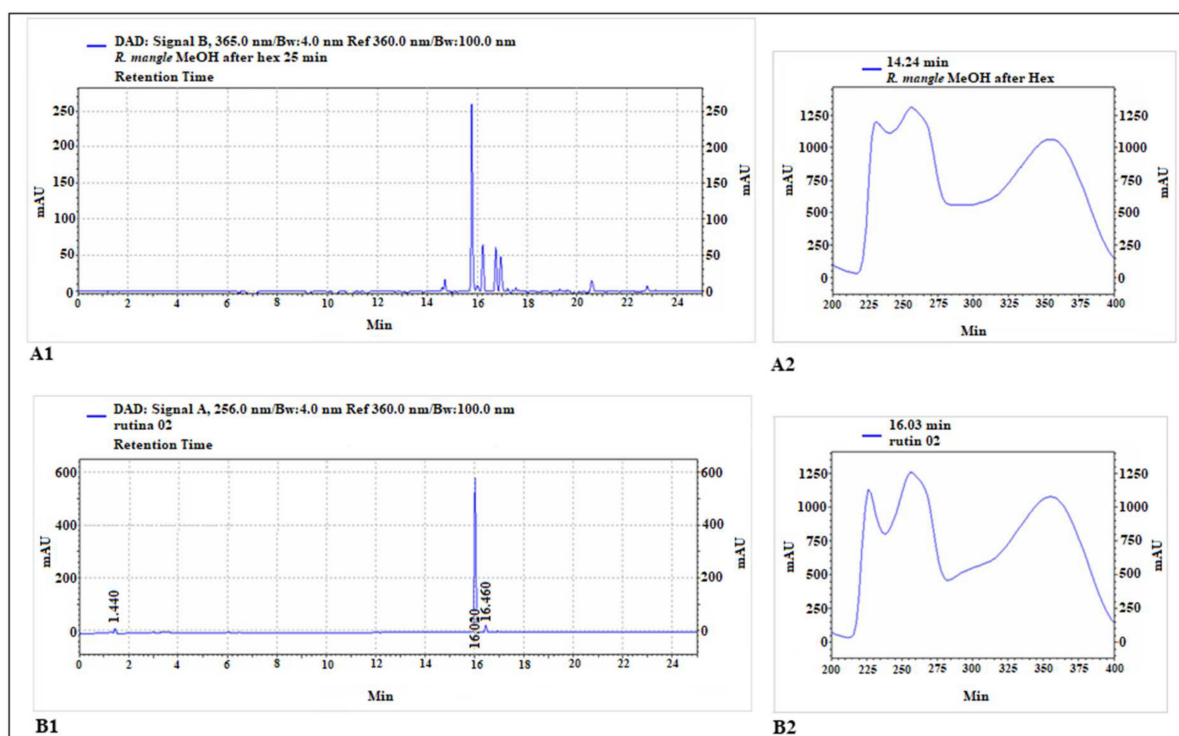 DAD: Signal B, 365.0 nm/Bw:4.0 nm Ref 360.0 nm/Bw:100.0 nm
R. mangle MeOH after hex 25 min
Retention Time
250
200
150
100
50
0
mAU
250
200
150
100
50
0
mAU
0 2 4 6 8 10 12 14 16 18 20 22 24
Min
A1
14.24 min
R. mangle MeOH after Hex
1250
1000
750
500
250
0
mAU
1250
1000
750
500
250
0
mAU
200 225 250 275 300 325 350 375 400
Min
A2
DAD: Signal A, 256.0 nm/Bw:4.0 nm Ref 360.0 nm/Bw:100.0 nm
rutina 02
Retention Time
600
400
200
0
mAU
600
400
200
0
mAU
1.440
16.020
16.460
0 2 4 6 8 10 12 14 16 18 20 22 24
Min
B1
16.03 min
rutin 02
1250
1000
750
500
250
0
mAU
1250
1000
750
500
250
0
mAU
200 225 250 275 300 325 350 375 400
Min
B2